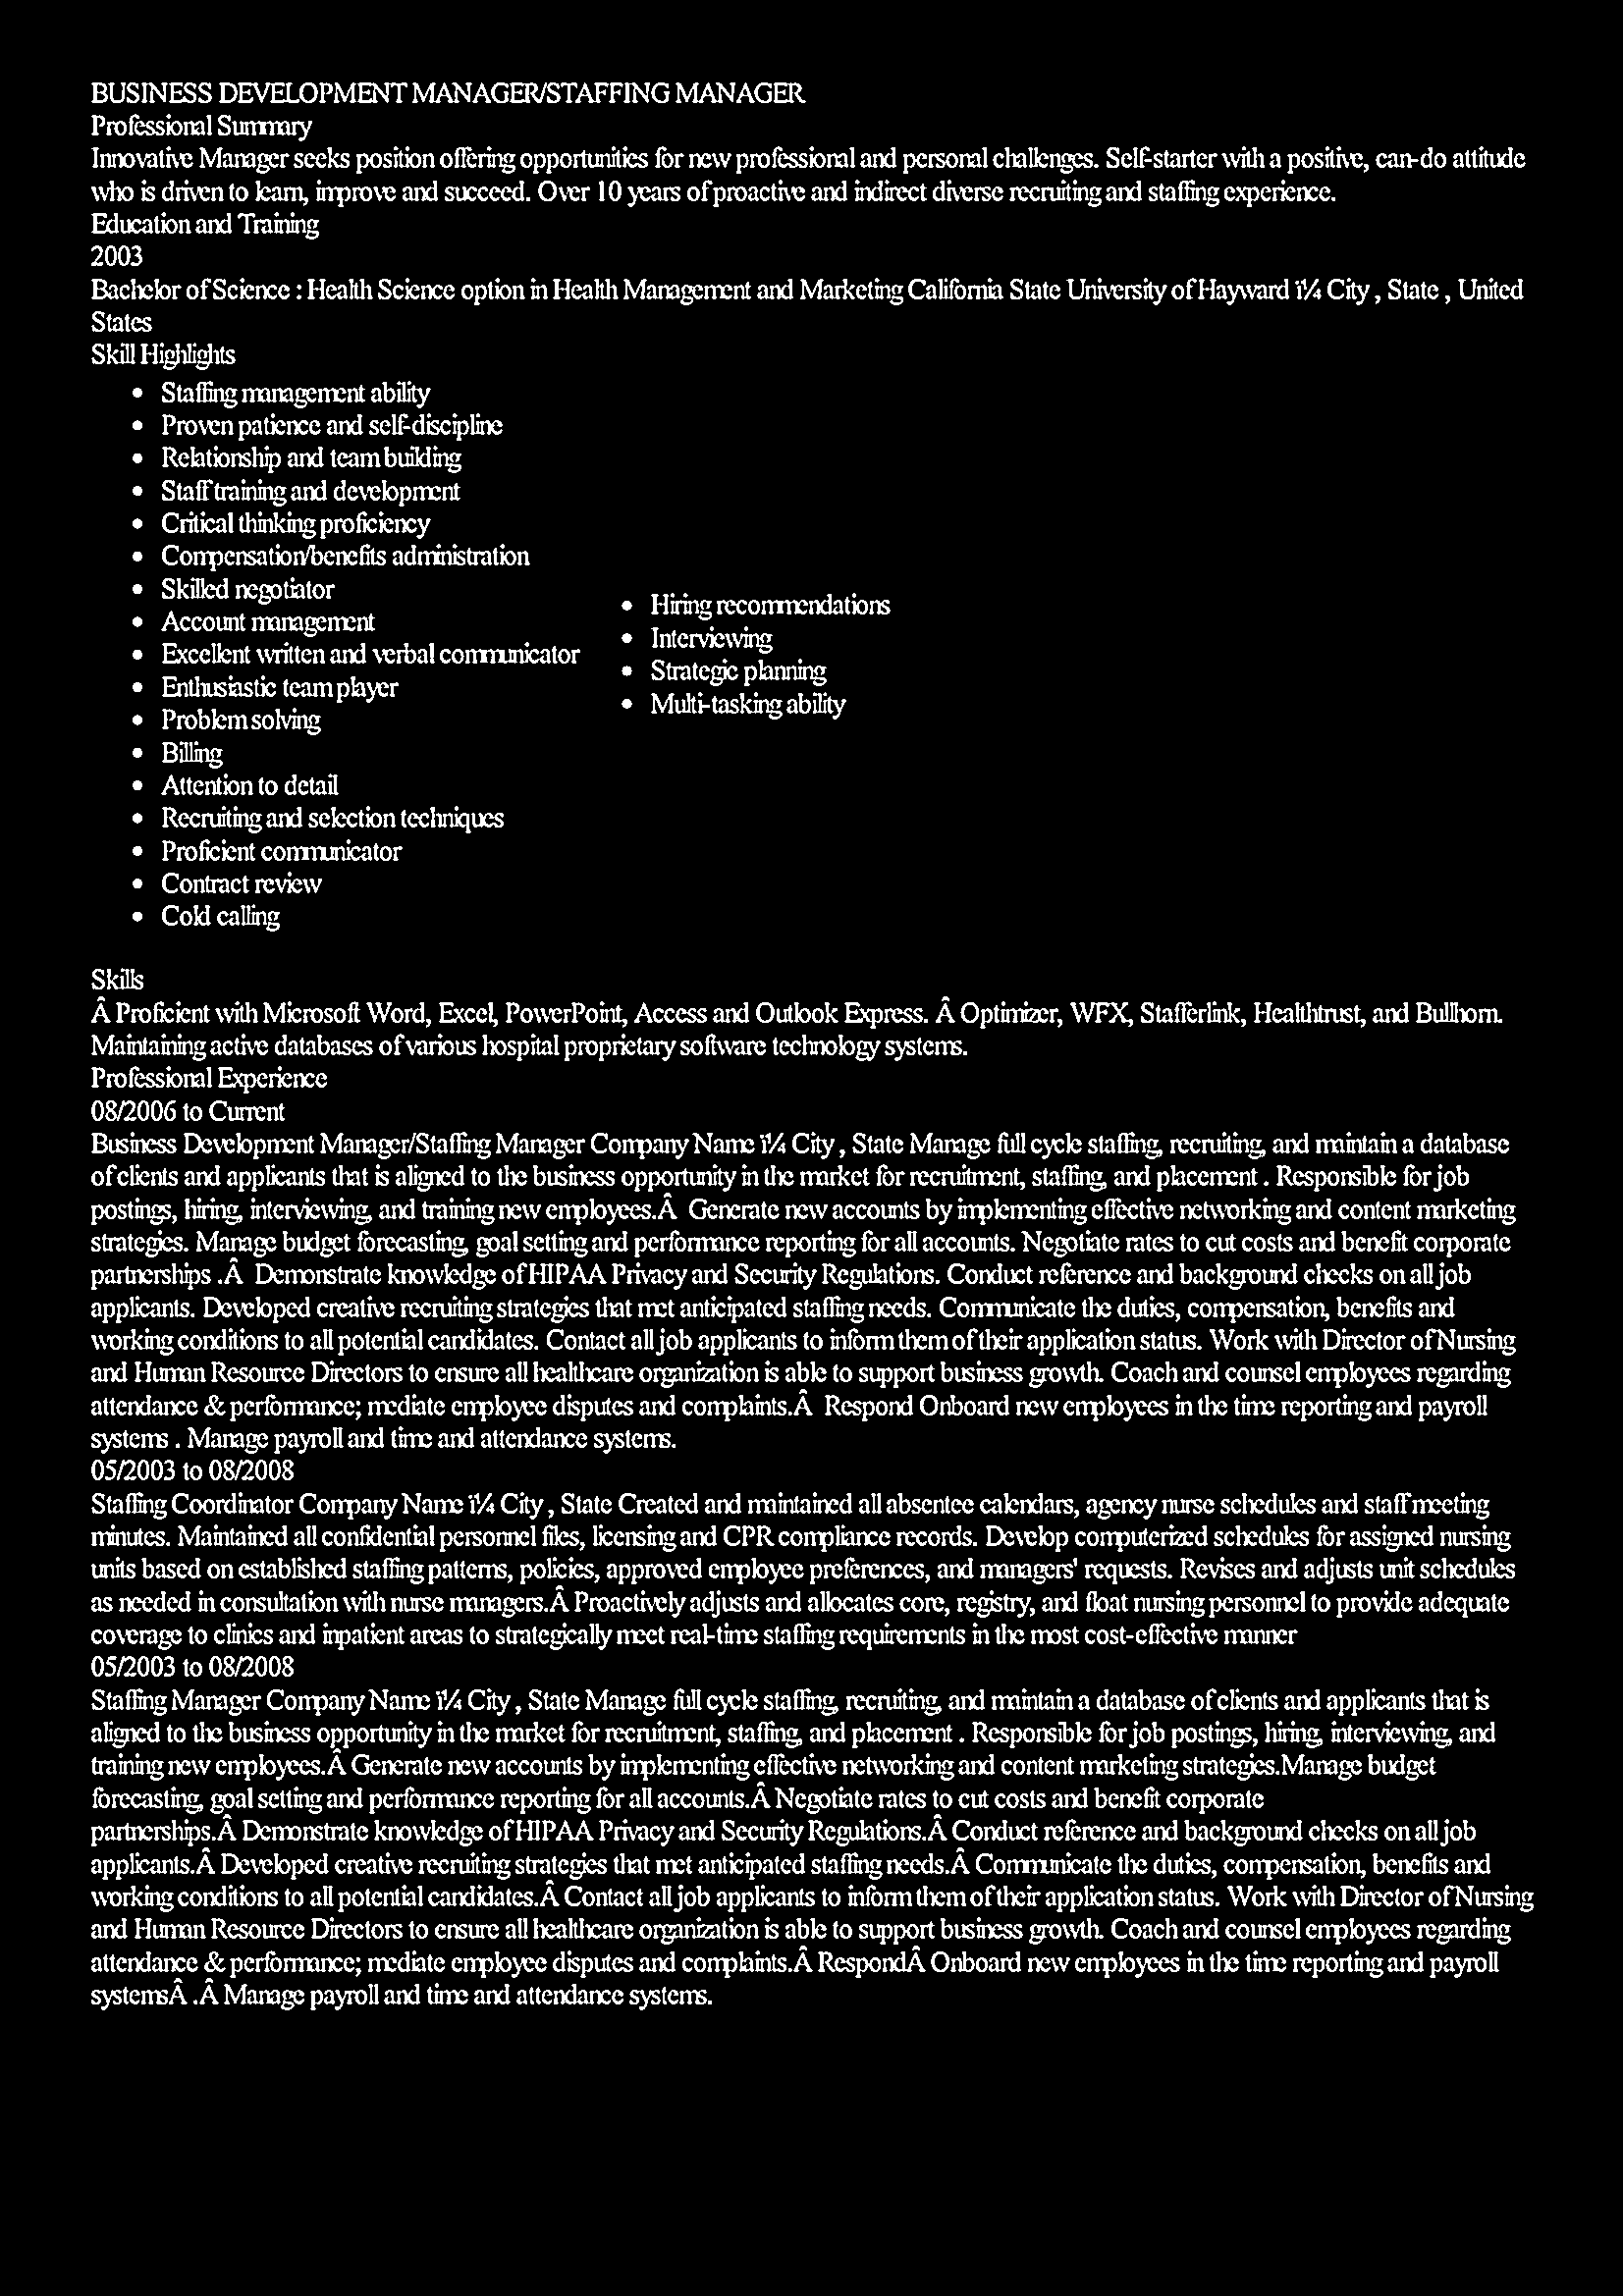 BUSINESS DEVELOPMENT MANAGER/STAFFING MANAGER
Professional Summary
Innovative Manager seeks position offering opportunities for new professional and personal challenges. Self-starter with a positive, can-do attitude
who is driven to learn, improve and succeed. Over 10 years of proactive and indirect diverse recruiting and staffing experience.
Education and Training
2003
Bachelor of Science : Health Science option in Health Management and Marketing California State University of Hayward ï¼ City , State , United
States
Skill Highlights
• Staffing management ability
• Proven patience and self-discipline
• Relationship and team building
• Staff training and development
• Critical thinking proficiency
• Compensation/benefits administration
• Skilled negotiator
• Account management
• Excellent written and verbal communicator
• Enthusiastic team player
• Problem solving
• Billing
• Attention to detail
• Recruiting and selection techniques
• Proficient communicator
• Contract review
• Cold calling
• Hiring recommendations
• Interviewing
• Strategic planning
• Multi-tasking ability
Skills
Â Proficient with Microsoft Word, Excel, PowerPoint, Access and Outlook Express. Â Optimizer, WFX, Stafferlink, Healthtrust, and Bullhorn.
Maintaining active databases of various hospital proprietary software technology systems.
Professional Experience
08/2006 to Current
Business Development Manager/Staffing Manager Company Name ï¼ City , State Manage full cycle staffing, recruiting, and maintain a database
of clients and applicants that is aligned to the business opportunity in the market for recruitment, staffing, and placement . Responsible for job
postings, hiring, interviewing, and training new employees.Â  Generate new accounts by implementing effective networking and content marketing
strategies. Manage budget forecasting, goal setting and performance reporting for all accounts. Negotiate rates to cut costs and benefit corporate
partnerships .Â  Demonstrate knowledge of HIPAA Privacy and Security Regulations. Conduct reference and background checks on all job
applicants. Developed creative recruiting strategies that met anticipated staffing needs. Communicate the duties, compensation, benefits and
working conditions to all potential candidates. Contact all job applicants to inform them of their application status. Work with Director of Nursing
and Human Resource Directors to ensure all healthcare organization is able to support business growth. Coach and counsel employees regarding
attendance & performance; mediate employee disputes and complaints.Â  Respond Onboard new employees in the time reporting and payroll
systems . Manage payroll and time and attendance systems.
05/2003 to 08/2008
Staffing Coordinator Company Name ï¼ City , State Created and maintained all absentee calendars, agency nurse schedules and staff meeting
minutes. Maintained all confidential personnel files, licensing and CPR compliance records. Develop computerized schedules for assigned nursing
units based on established staffing patterns, policies, approved employee preferences, and managers' requests. Revises and adjusts unit schedules
as needed in consultation with nurse managers.Â Proactively adjusts and allocates core, registry, and float nursing personnel to provide adequate
coverage to clinics and inpatient areas to strategically meet real-time staffing requirements in the most cost-effective manner
05/2003 to 08/2008
Staffing Manager Company Name ï¼ City , State Manage full cycle staffing, recruiting, and maintain a database of clients and applicants that is
aligned to the business opportunity in the market for recruitment, staffing, and placement . Responsible for job postings, hiring, interviewing, and
training new employees.Â Generate new accounts by implementing effective networking and content marketing strategies.Manage budget
forecasting, goal setting and performance reporting for all accounts.Â Negotiate rates to cut costs and benefit corporate
partnerships.Â Demonstrate knowledge of HIPAA Privacy and Security Regulations.Â Conduct reference and background checks on all job
applicants.Â Developed creative recruiting strategies that met anticipated staffing needs.Â Communicate the duties, compensation, benefits and
working conditions to all potential candidates.Â Contact all job applicants to inform them of their application status. Work with Director of Nursing
and Human Resource Directors to ensure all healthcare organization is able to support business growth. Coach and counsel employees regarding
attendance & performance; mediate employee disputes and complaints.Â RespondÂ Onboard new employees in the time reporting and payroll
systemsÂ .Â Manage payroll and time and attendance systems.